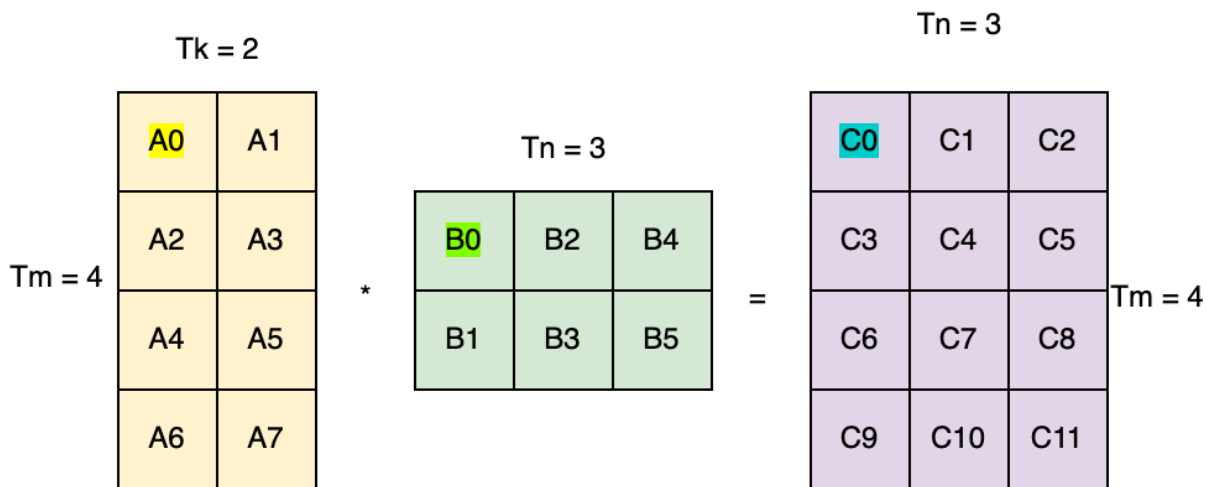 Tn = 3
Tk = 2
A0 A1
Tn = 3
C0 C1 C2
A2 A3
B0 B2 B4
C3 C4 C5
Tm = 4
*
=
Tm = 4
A4 A5
B1 B3 B5
C6 C7 C8
A6 A7
C9 C10 C11